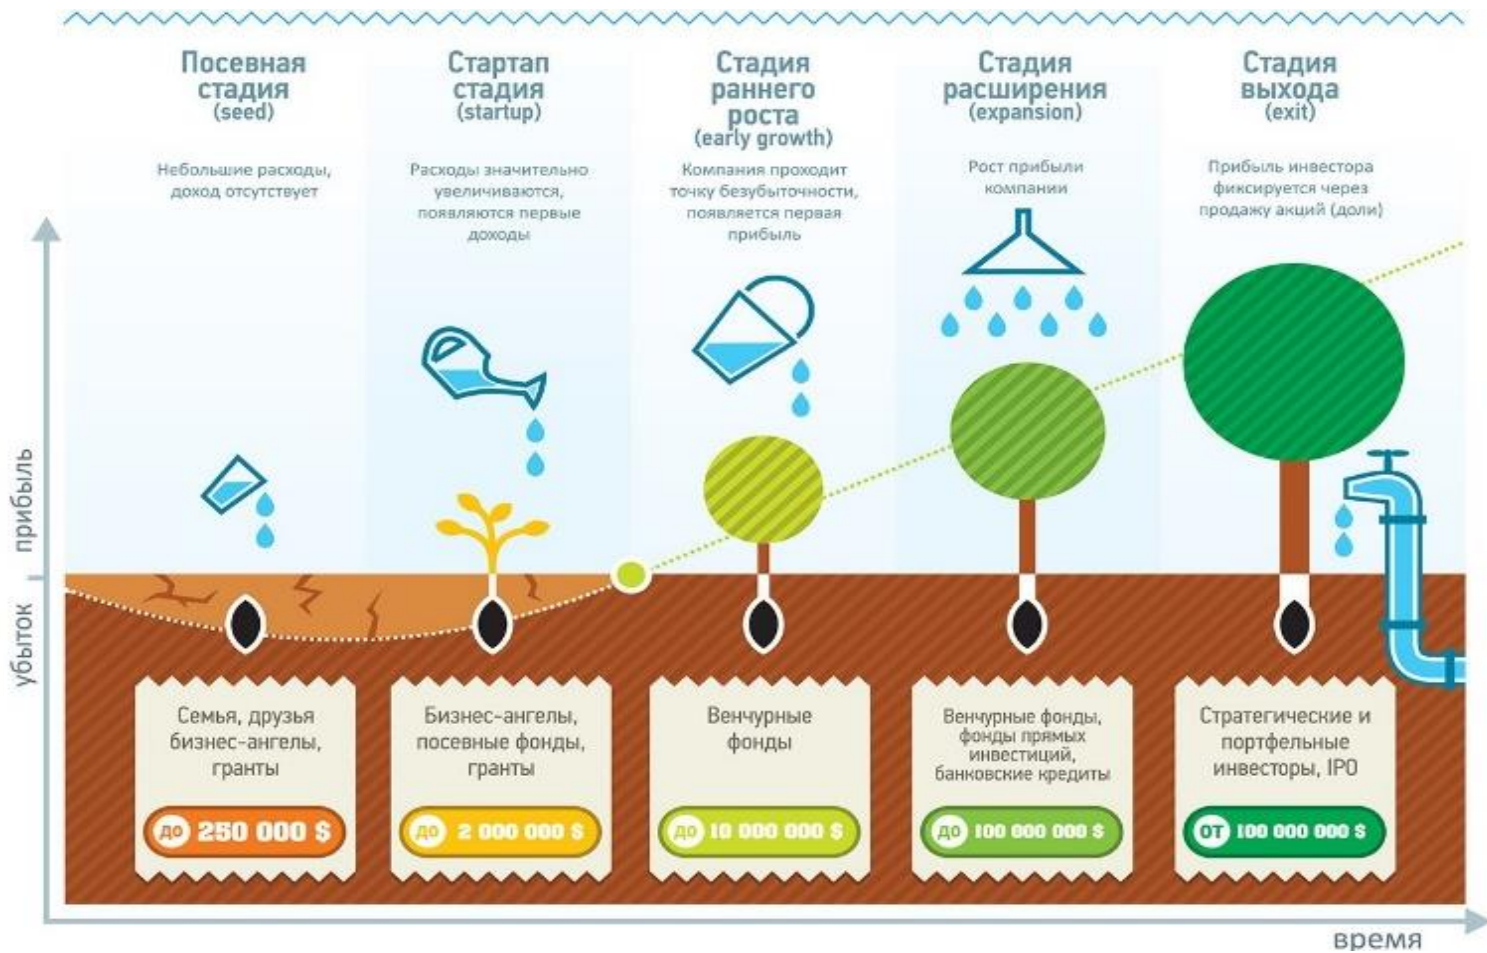 Посевная
стадия
(seed)
Небольшие расходы,
доход отсутствует
Стартап
стадия
(startup)
Расходы значительно
увеличиваются,
появляются первые
доходы
Стадия
раннего
роста
(early growth)
Компания проходит
точку безубыточности,
появляется первая
прибыль
Стадия
расширения
(expansion)
Рост прибыли
компании
Стадия
выхода
(exit)
Прибыль инвестора
фиксируется через
продажу акций (доли)
прибыль
убыток
Семья, друзья
бизнес-ангелы,
гранты
до 250 000 $
Бизнес-ангелы,
посевные фонды,
гранты
до 2 000 000 $
Венчурные
фонды
до 10 000 000 $
Венчурные фонды,
фонды прямых
инвестиций,
банковские кредиты
до 100 000 000 $
Стратегические и
портфельные
инвесторы, IPO
от 100 000 000 $
время